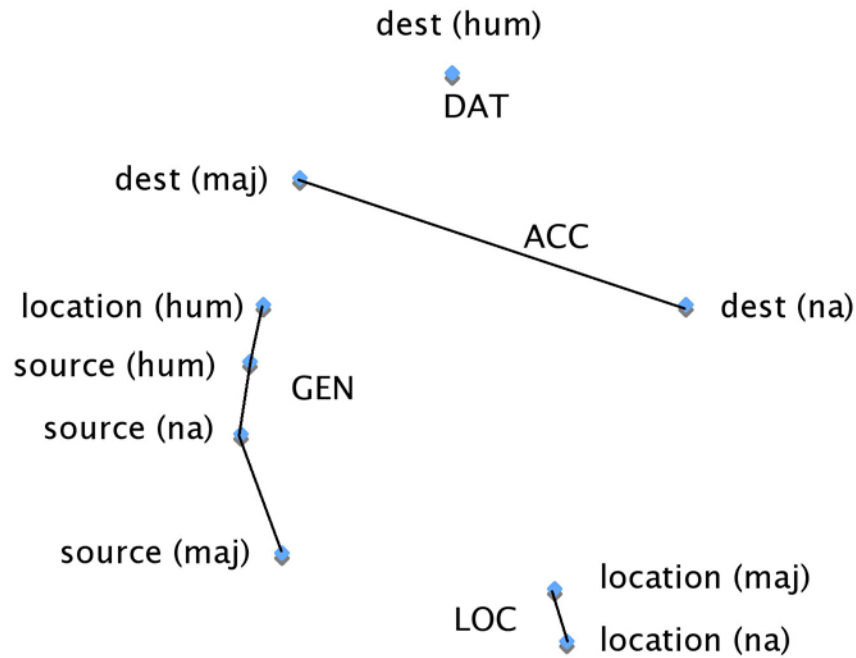 dest (hum)
DAT
dest (maj)
ACC
location (hum)
dest (na)
source (hum)
GEN
source (na)
source (maj)
location (maj)
LOC
location (na)